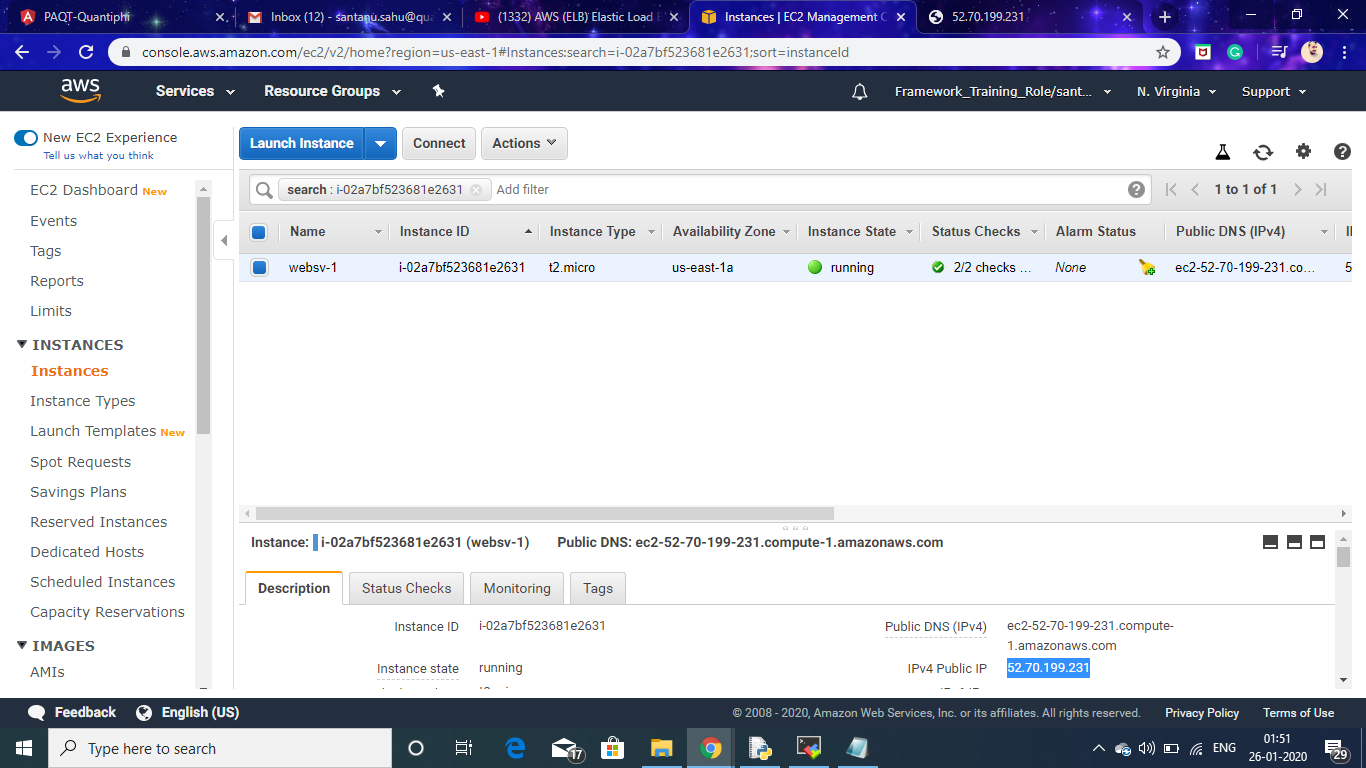 PAQT-Quantiphi
Inbox (12) - santanu.sahu@qua
(1332) AWS (ELB) Elastic Load
Instances | EC2 Management C
52.70.199.231
console.aws.amazon.com/ec2/v2/home?region=us-east-1#Instances:search=i-02a7bf523681e2631;sort=instanceId
aws
Services
Resource Groups
Framework_Training_Role/sant...
N. Virginia
Support
New EC2 Experience
Tell us what you think
EC2 Dashboard New
Events
Tags
Reports
Limits
INSTANCES
Instances
Instance Types
Launch Templates New
Spot Requests
Savings Plans
Reserved Instances
Dedicated Hosts
Scheduled Instances
Capacity Reservations
IMAGES
AMIs
Launch Instance
Connect
Actions
search : i-02a7bf523681e2631
Add filter
1 to 1 of 1
Name Instance ID Instance Type Availability Zone Instance State Status Checks Alarm Status Public DNS (IPv4)
websv-1 i-02a7bf523681e2631 t2.micro us-east-1a running 2/2 checks ... None ec2-52-70-199-231.co... 5
Instance: i-02a7bf523681e2631 (websv-1) Public DNS: ec2-52-70-199-231.compute-1.amazonaws.com
Description
Status Checks
Monitoring
Tags
Instance ID i-02a7bf523681e2631
Instance state running
Public DNS (IPv4) ec2-52-70-199-231.compute-
1.amazonaws.com
IPv4 Public IP 52.70.199.231
Feedback
English (US)
© 2008 - 2020, Amazon Web Services, Inc. or its affiliates. All rights reserved.
Privacy Policy
Terms of Use
Type here to search
17
ENG
01:51
26-01-2020
29